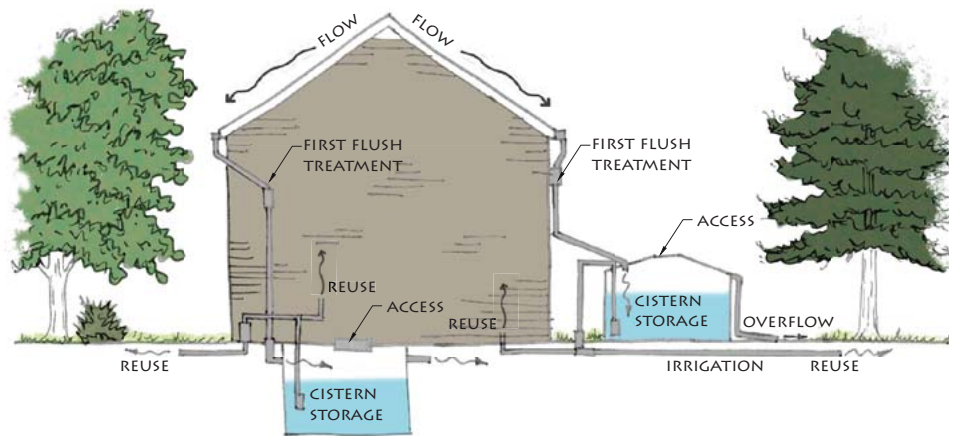 FLOW
FLOW
FIRST FLUSH
TREATMENT
FIRST FLUSH
TREATMENT
ACCESS
REUSE
ACCESS
REUSE
CISTERN
STORAGE
OVERFLOW
REUSE
IRRIGATION
REUSE
CISTERN
STORAGE